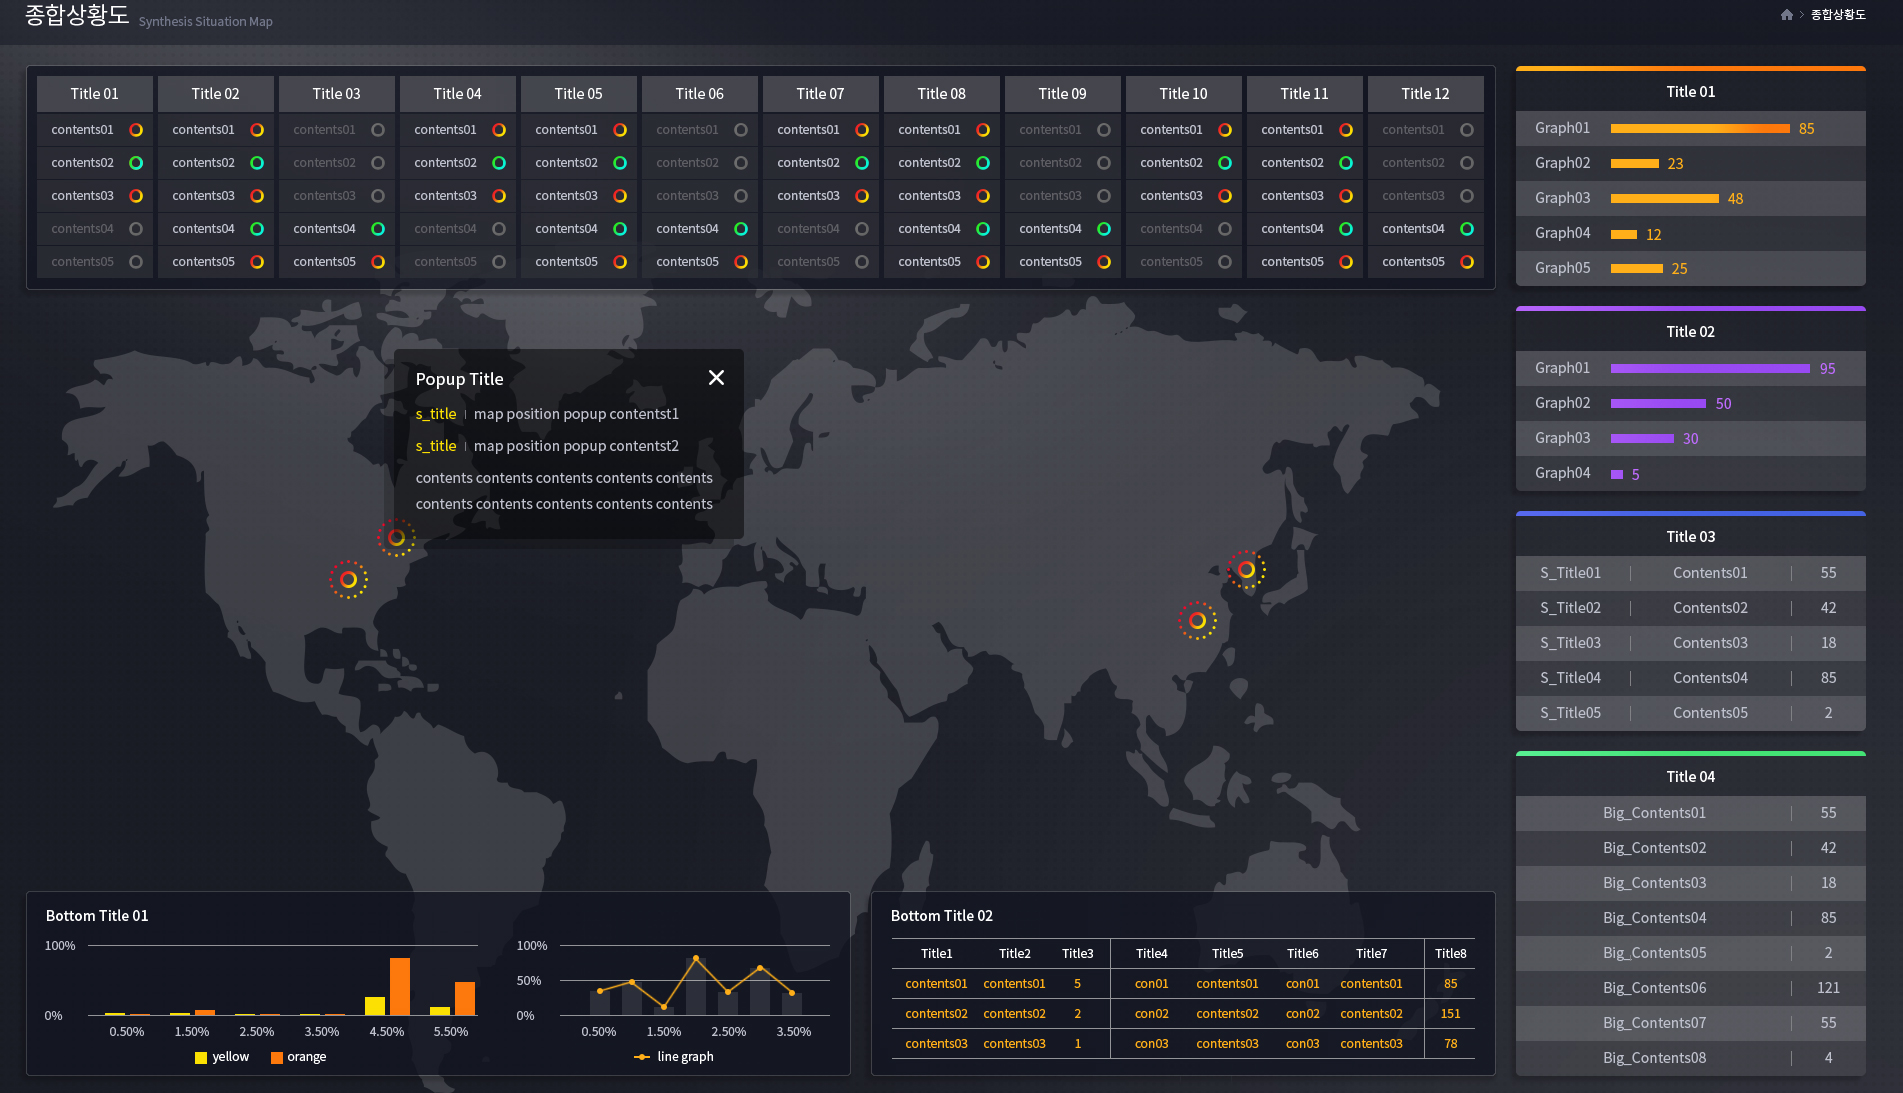 종합상황도 Synthesis Situation Map
종합상황도
Title 01 Title 02 Title 03 Title 04 Title 05 Title 06 Title 07 Title 08 Title 09 Title 10 Title 11 Title 12
contents01 contents01 contents01 contents01 contents01 contents01 contents01 contents01 contents01 contents01 contents01 contents01
contents02 contents02 contents02 contents02 contents02 contents02 contents02 contents02 contents02 contents02 contents02 contents02
contents03 contents03 contents03 contents03 contents03 contents03 contents03 contents03 contents03 contents03 contents03 contents03
contents04 contents04 contents04 contents04 contents04 contents04 contents04 contents04 contents04 contents04 contents04 contents04
contents05 contents05 contents05 contents05 contents05 contents05 contents05 contents05 contents05 contents05 contents05 contents05
Popup Title
s_title map position popup contentst1
s_title map position popup contentst2
contents contents contents contents contents
contents contents contents contents contents
Title 01
Graph01 85
Graph02 23
Graph03 48
Graph04 12
Graph05 25
Title 02
Graph01 95
Graph02 50
Graph03 30
Graph04 5
Title 03
S_Title01 Contents01 55
S_Title02 Contents02 42
S_Title03 Contents03 18
S_Title04 Contents04 85
S_Title05 Contents05 2
Title 04
Big_Contents01 55
Big_Contents02 42
Big_Contents03 18
Big_Contents04 85
Big_Contents05 2
Big_Contents06 121
Big_Contents07 55
Big_Contents08 4
Bottom Title 01
100%
0%
0.50% 1.50% 2.50% 3.50% 4.50% 5.50%
yellow orange
100%
50%
0%
0.50% 1.50% 2.50% 3.50%
line graph
Bottom Title 02
Title1 Title2 Title3 Title4 Title5 Title6 Title7 Title8
contents01 contents01 5 con01 contents01 con01 contents01 85
contents02 contents02 2 con02 contents02 con02 contents02 151
contents03 contents03 1 con03 contents03 con03 contents03 78